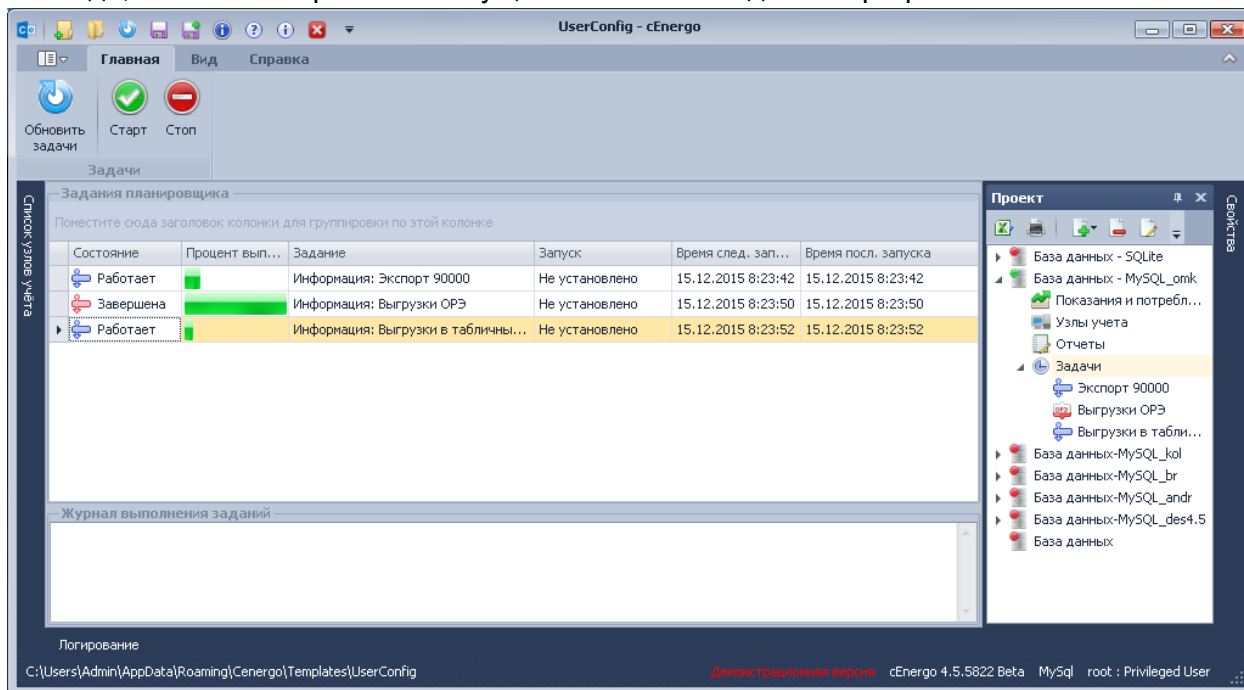 UserConfig - cEnergo
Главная Вид Справка
Обновить задачи
Старт
Стоп
Задачи
Список узлов учёта
Задания планировщика
Поместите сюда заголовок колонки для группировки по этой колонке
Состояние Процент вып... Задание Запуск Время след. зап... Время посл. запуска
Работает Информация: Экспорт 90000 Не установлено 15.12.2015 8:23:42 15.12.2015 8:23:42
Завершена Информация: Выгрузки ОРЭ Не установлено 15.12.2015 8:23:50 15.12.2015 8:23:50
Работает Информация: Выгрузки в табличны... Не установлено 15.12.2015 8:23:52 15.12.2015 8:23:52
Журнал выполнения заданий
Проект
База данных - SQLite
База данных - MySQL_omk
Показания и потребл...
Узлы учета
Отчеты
Задачи
Экспорт 90000
Выгрузки ОРЭ
Выгрузки в табли...
База данных-MySQL_kol
База данных-MySQL_br
База данных-MySQL_andr
База данных-MySQL_des4.5
База данных
Свойства
Логирование
C:\Users\Admin\AppData\Roaming\Cenergo\Templates\UserConfig Демонстрационная версия cEnergo 4.5.5822 Beta MySql root : Privileged User